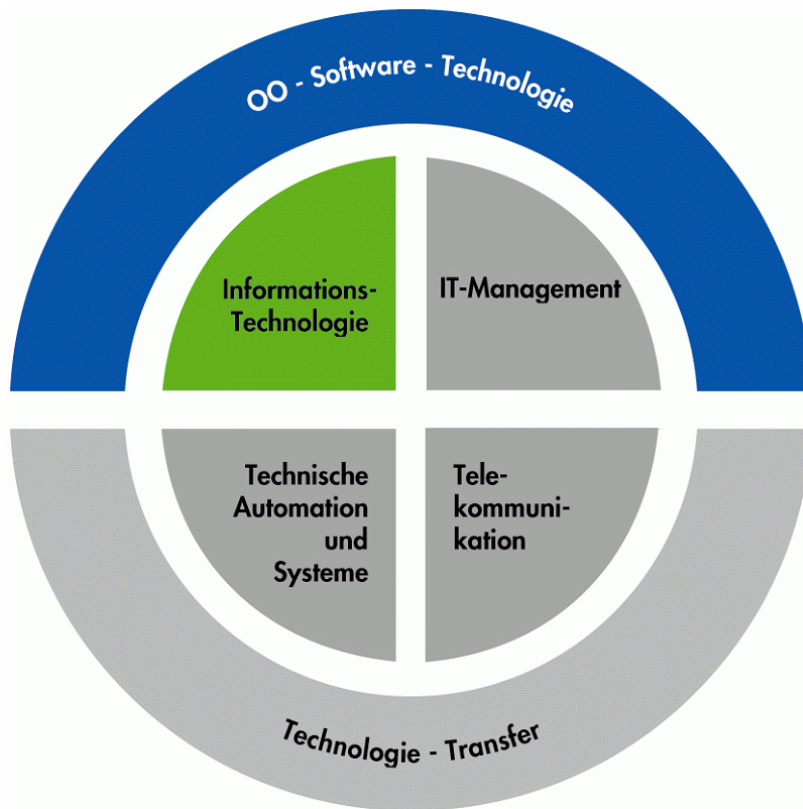 OO - Software - Technologie
Informations-
Technologie
IT-Management
Technische
Automation
und
Systeme
Tele-
kommuni-
kation
Technologie - Transfer